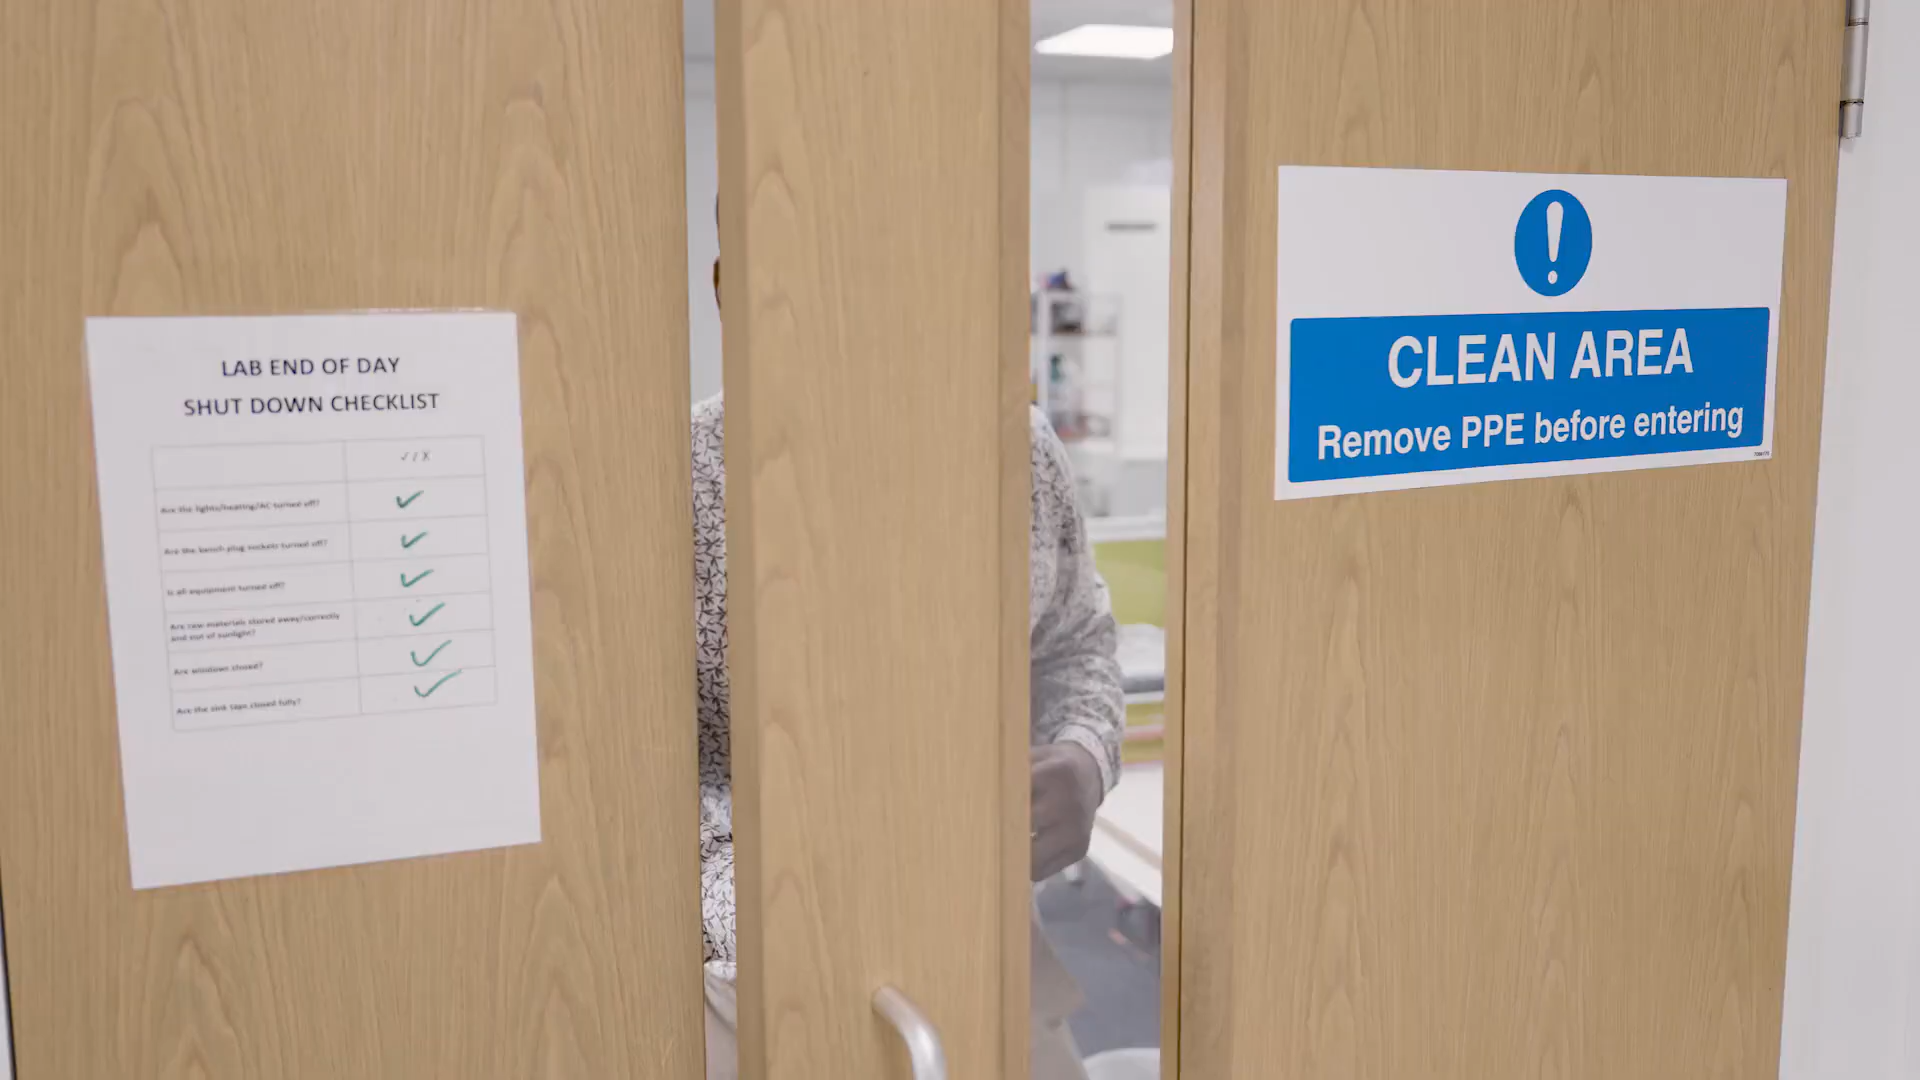 LAB END OF DAY
SHUT DOWN CHECKLIST
✓ / X
Are the lights/heating/AC turned off?
Are the bench plug sockets turned off?
Is all equipment turned off?
Are raw materials stored away/correctly
and out of sunlight?
Are windows closed?
Are the sink taps closed fully?
CLEAN AREA
Remove PPE before entering